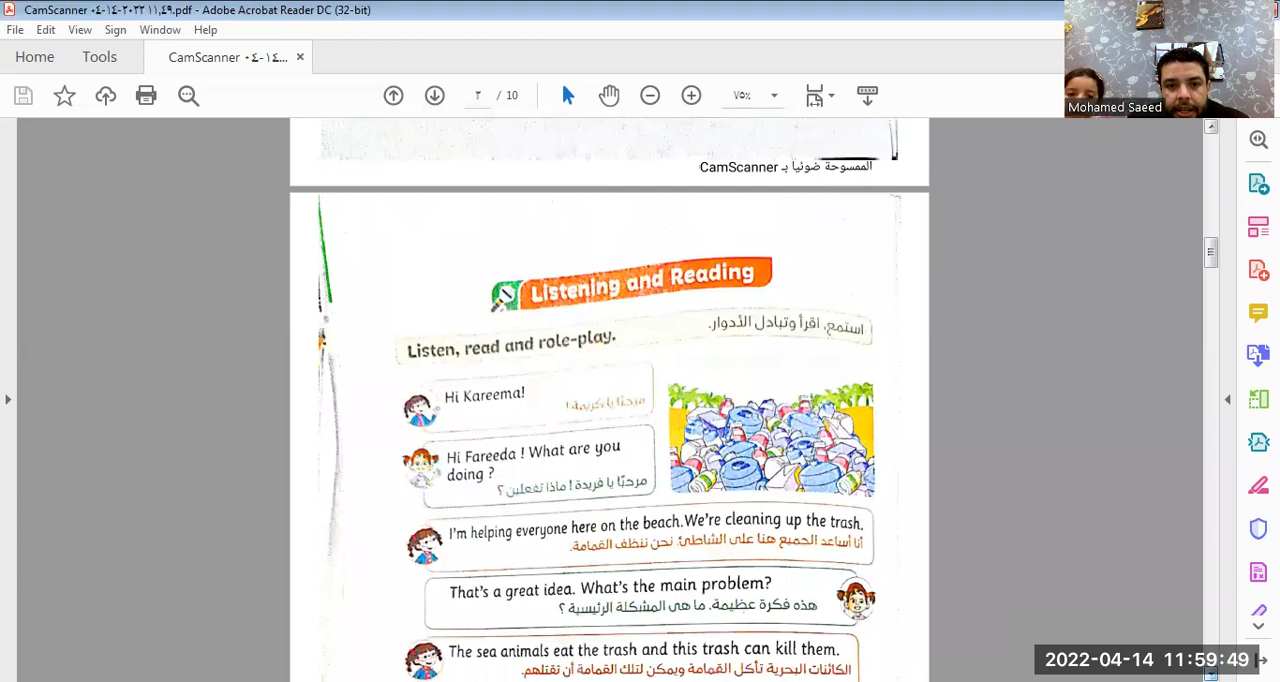 CamScanner ٠٤-١٤-٢٠٢٢ ١١,٤٩.pdf - Adobe Acrobat Reader DC (32-bit)
File Edit View Sign Window Help
Home Tools CamScanner ٠٤-١٤...
٢ / 10 ٧٥%
Mohamed Saeed
الممسوحة ضوئيا بـ CamScanner
Listening and Reading
استمع، اقرأ وتبادل الأدوار.
Listen, read and role-play.
Hi Kareema!
مرحبًا يا كريمة!
Hi Fareeda ! What are you
doing ?
مرحبًا يا فريدة ! ماذا تفعلين ؟
I'm helping everyone here on the beach. We're cleaning up the trash.
أنا أساعد الجميع هنا على الشاطئ. نحن ننظف القمامة.
That's a great idea. What's the main problem?
هذه فكرة عظيمة. ما هى المشكلة الرئيسية ؟
The sea animals eat the trash and this trash can kill them.
الكائنات البحرية تأكل القمامة ويمكن لتلك القمامة أن تقتلهم.
2022-04-14 11:59:49